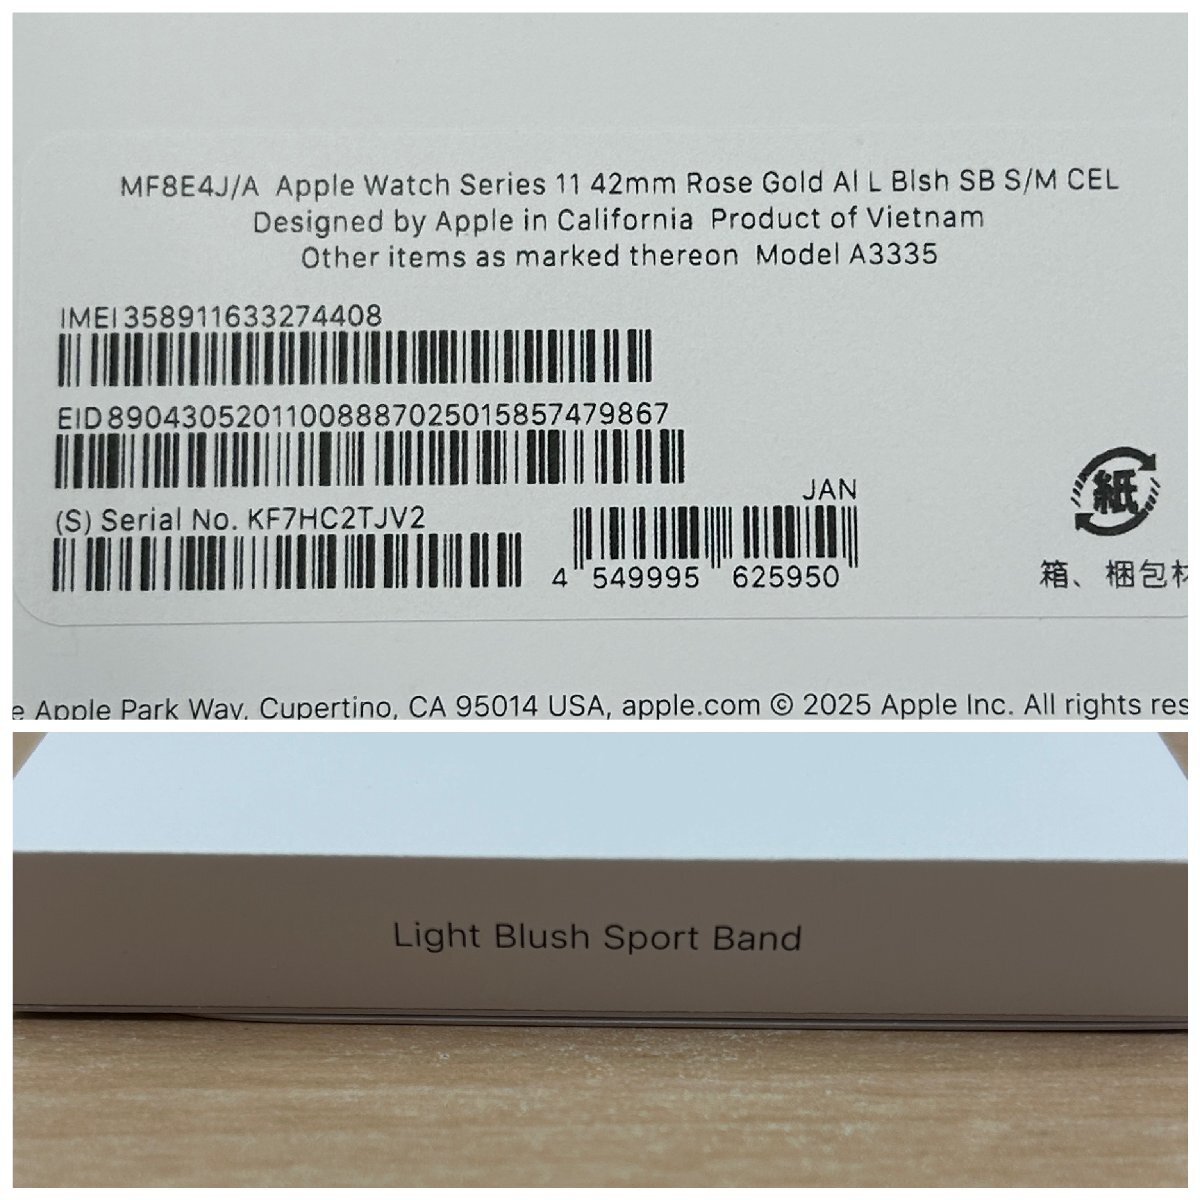 MF8E4J/A Apple Watch Series 11 42mm Rose Gold Al L Blsh SB S/M CEL
Designed by Apple in California Product of Vietnam
Other items as marked thereon Model A3335
IMEI 358911633274408
EID 89043052011008887025015857479867
(S) Serial No. KF7HC2TJV2
JAN
4 549995 625950
紙
箱、梱包材
e Apple Park Way, Cupertino, CA 95014 USA, apple.com © 2025 Apple Inc. All rights res
Light Blush Sport Band